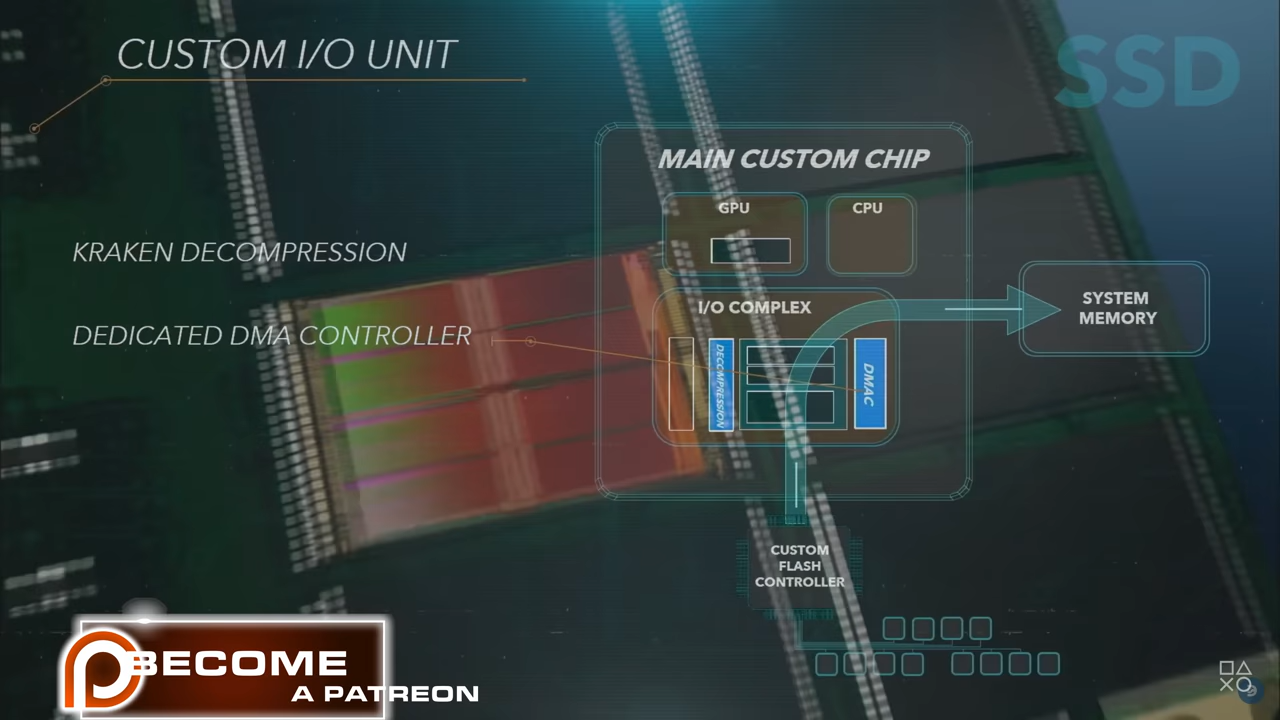 CUSTOM I/O UNIT
SSD
MAIN CUSTOM CHIP
GPU
CPU
KRAKEN DECOMPRESSION
I/O COMPLEX
SYSTEM
MEMORY
DEDICATED DMA CONTROLLER
DECOMPRESSION
DMAC
CUSTOM
FLASH
CONTROLLER
BECOME
A PATREON